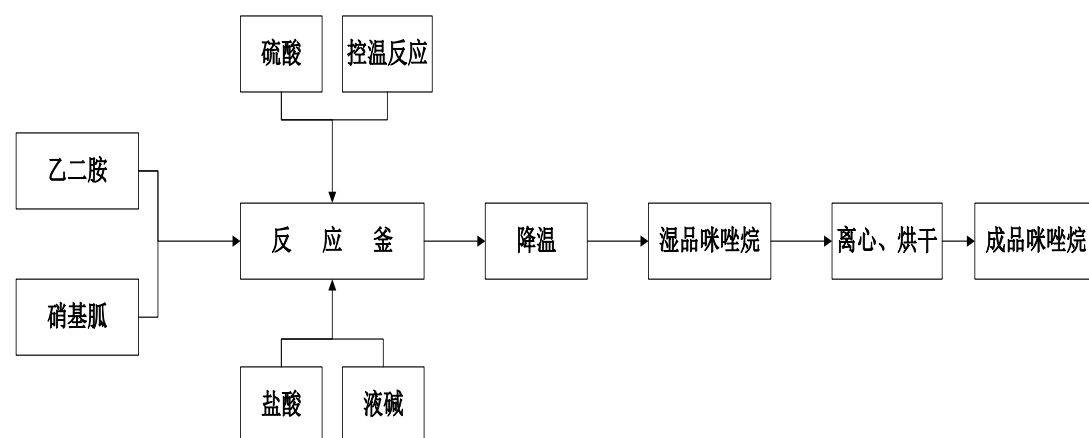 硫酸
控温反应
乙二胺
反 应 釜
降温
湿品咪唑烷
离心、烘干
成品咪唑烷
硝基胍
盐酸
液碱